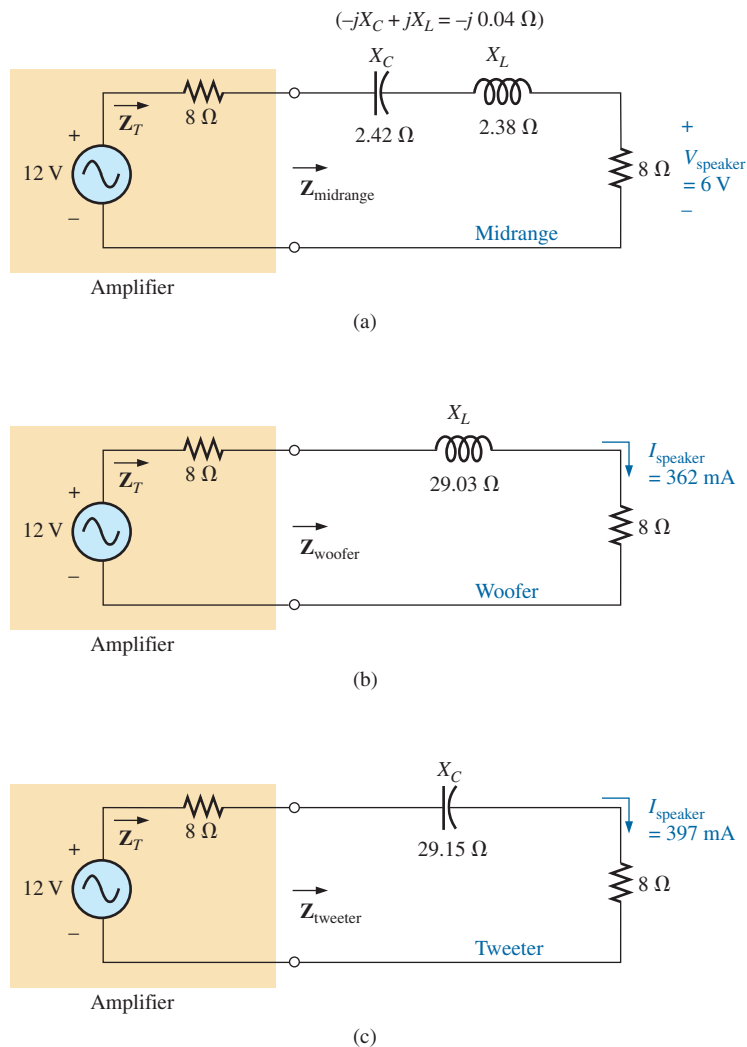 (–jX_C + jX_L = –j 0.04 Ω)
X_C
X_L
Z_T
8 Ω
2.42 Ω
2.38 Ω
+
12 V
–
Z_midrange
8 Ω
+
V_speaker
= 6 V
–
Midrange
Amplifier
(a)
X_L
Z_T
8 Ω
29.03 Ω
I_speaker
= 362 mA
+
12 V
–
Z_woofer
8 Ω
Woofer
Amplifier
(b)
X_C
Z_T
8 Ω
29.15 Ω
I_speaker
= 397 mA
+
12 V
–
Z_tweeter
8 Ω
Tweeter
Amplifier
(c)